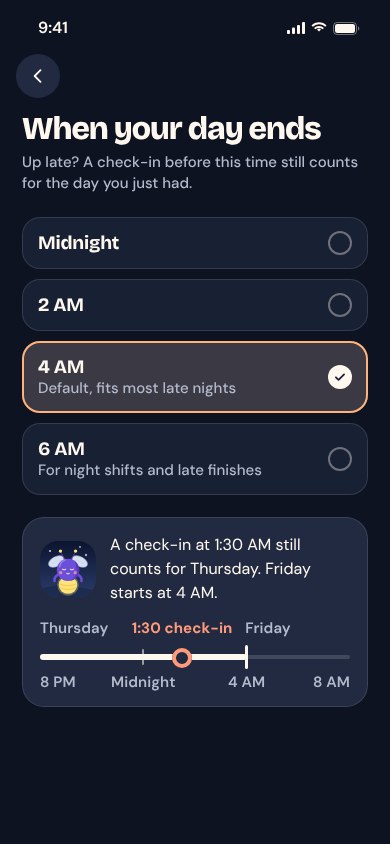 9:41
When your day ends
Up late? A check-in before this time still counts
for the day you just had.
Midnight
2 AM
4 AM
Default, fits most late nights
6 AM
For night shifts and late finishes
A check-in at 1:30 AM still
counts for Thursday. Friday
starts at 4 AM.
Thursday 1:30 check-in Friday
8 PM Midnight 4 AM 8 AM